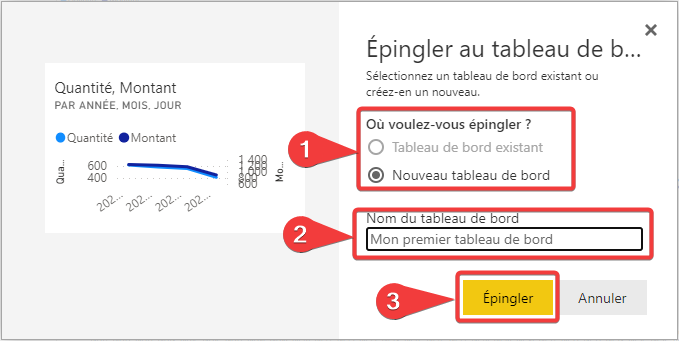 Épingler au tableau de b...
Sélectionnez un tableau de bord existant ou
créez-en un nouveau.
Quantité, Montant
PAR ANNÉE, MOIS, JOUR
Quantité Montant
Qua...
600
400
1 400
1 200
1 000
800
600
Mo...
202... 202... 202... 202...
1
Où voulez-vous épingler ?
Tableau de bord existant
Nouveau tableau de bord
2
Nom du tableau de bord
Mon premier tableau de bord
3
Épingler Annuler